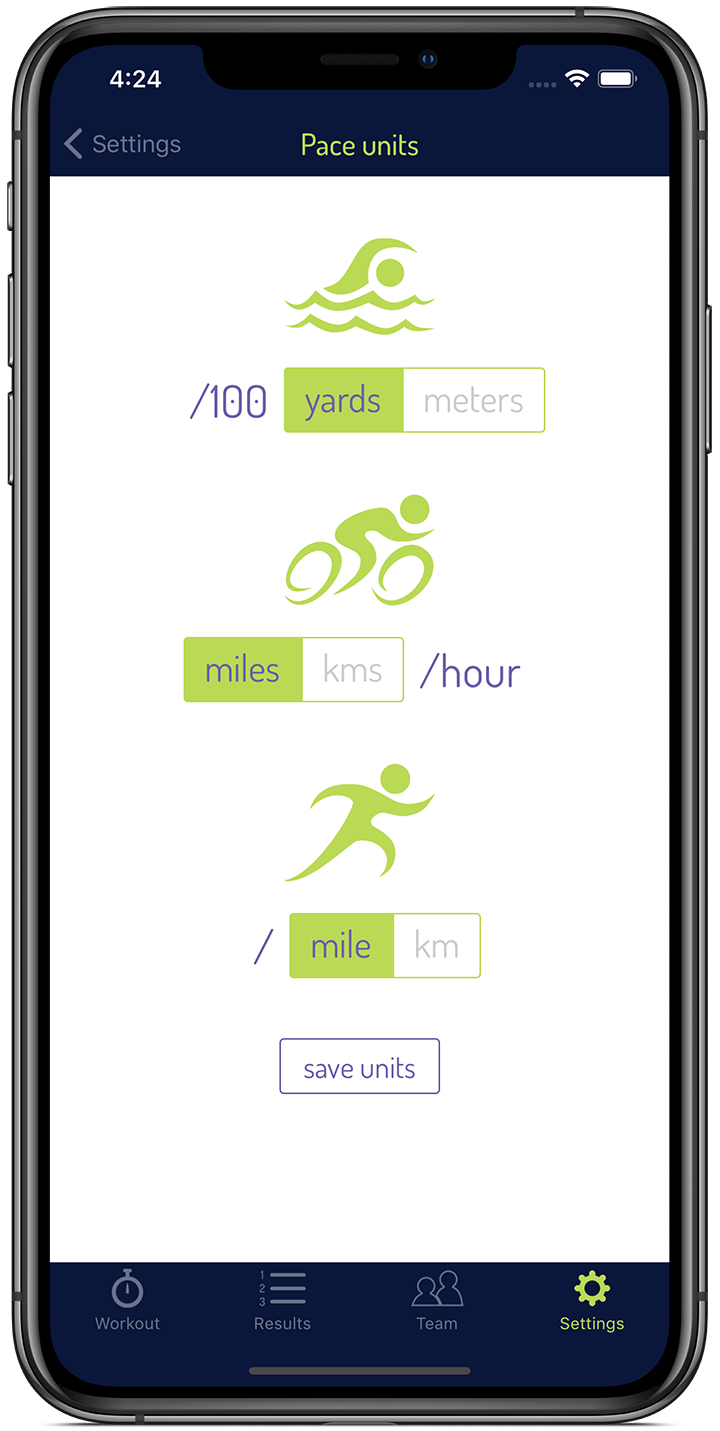 4:24
Settings
Pace units
/100 yards meters
miles kms /hour
/ mile km
save units
1
2
3
Workout Results Team Settings